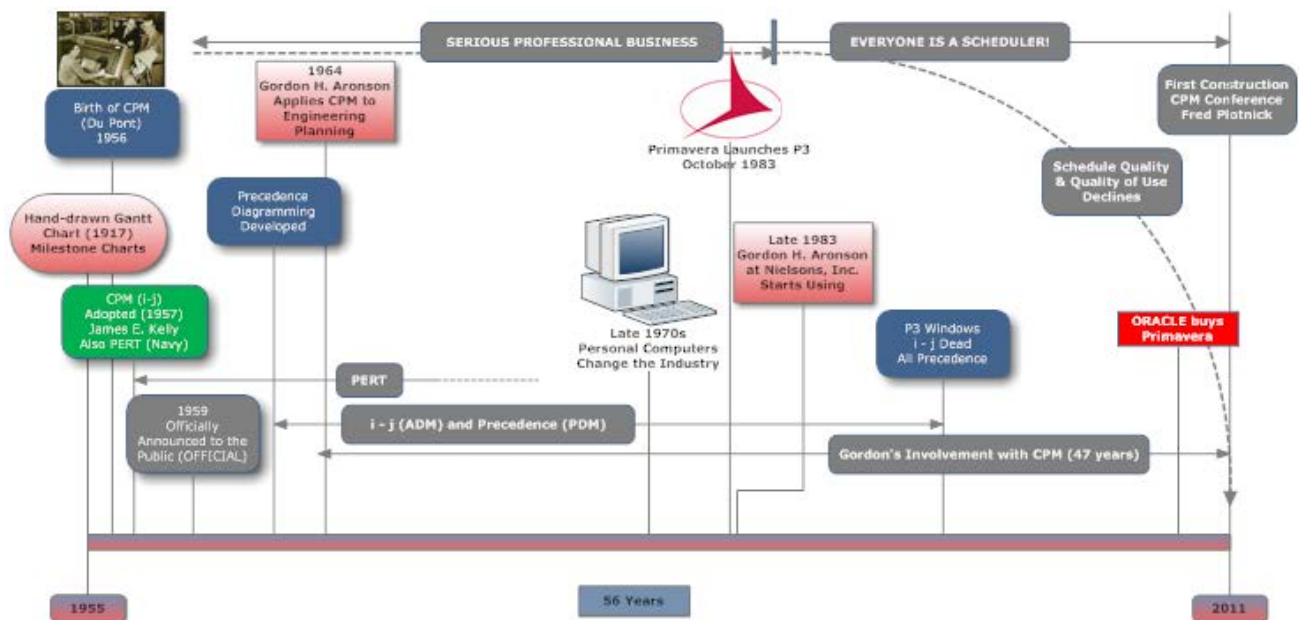 SERIOUS PROFESSIONAL BUSINESS
EVERYONE IS A SCHEDULER!
Birth of CPM
(Du Pont)
1956
1964
Gordon H. Aronson
Applies CPM to
Engineering
Planning
Primavera Launches P3
October 1983
First Construction
CPM Conference
Fred Plotnick
Schedule Quality
& Quality of Use
Declines
Hand-drawn Gantt
Chart (1917)
Milestone Charts
Precedence
Diagramming
Developed
Late 1983
Gordon H. Aronson
at Nielsons, Inc.
Starts Using
CPM (i-j)
Adopted (1957)
James E. Kelly
Also PERT (Navy)
Late 1970s
Personal Computers
Change the Industry
P3 Windows
i - j Dead
All Precedence
ORACLE buys
Primavera
PERT
1959
Officially
Announced to the
Public (OFFICIAL)
i - j (ADM) and Precedence (PDM)
Gordon's Involvement with CPM (47 years)
1955
56 Years
2011